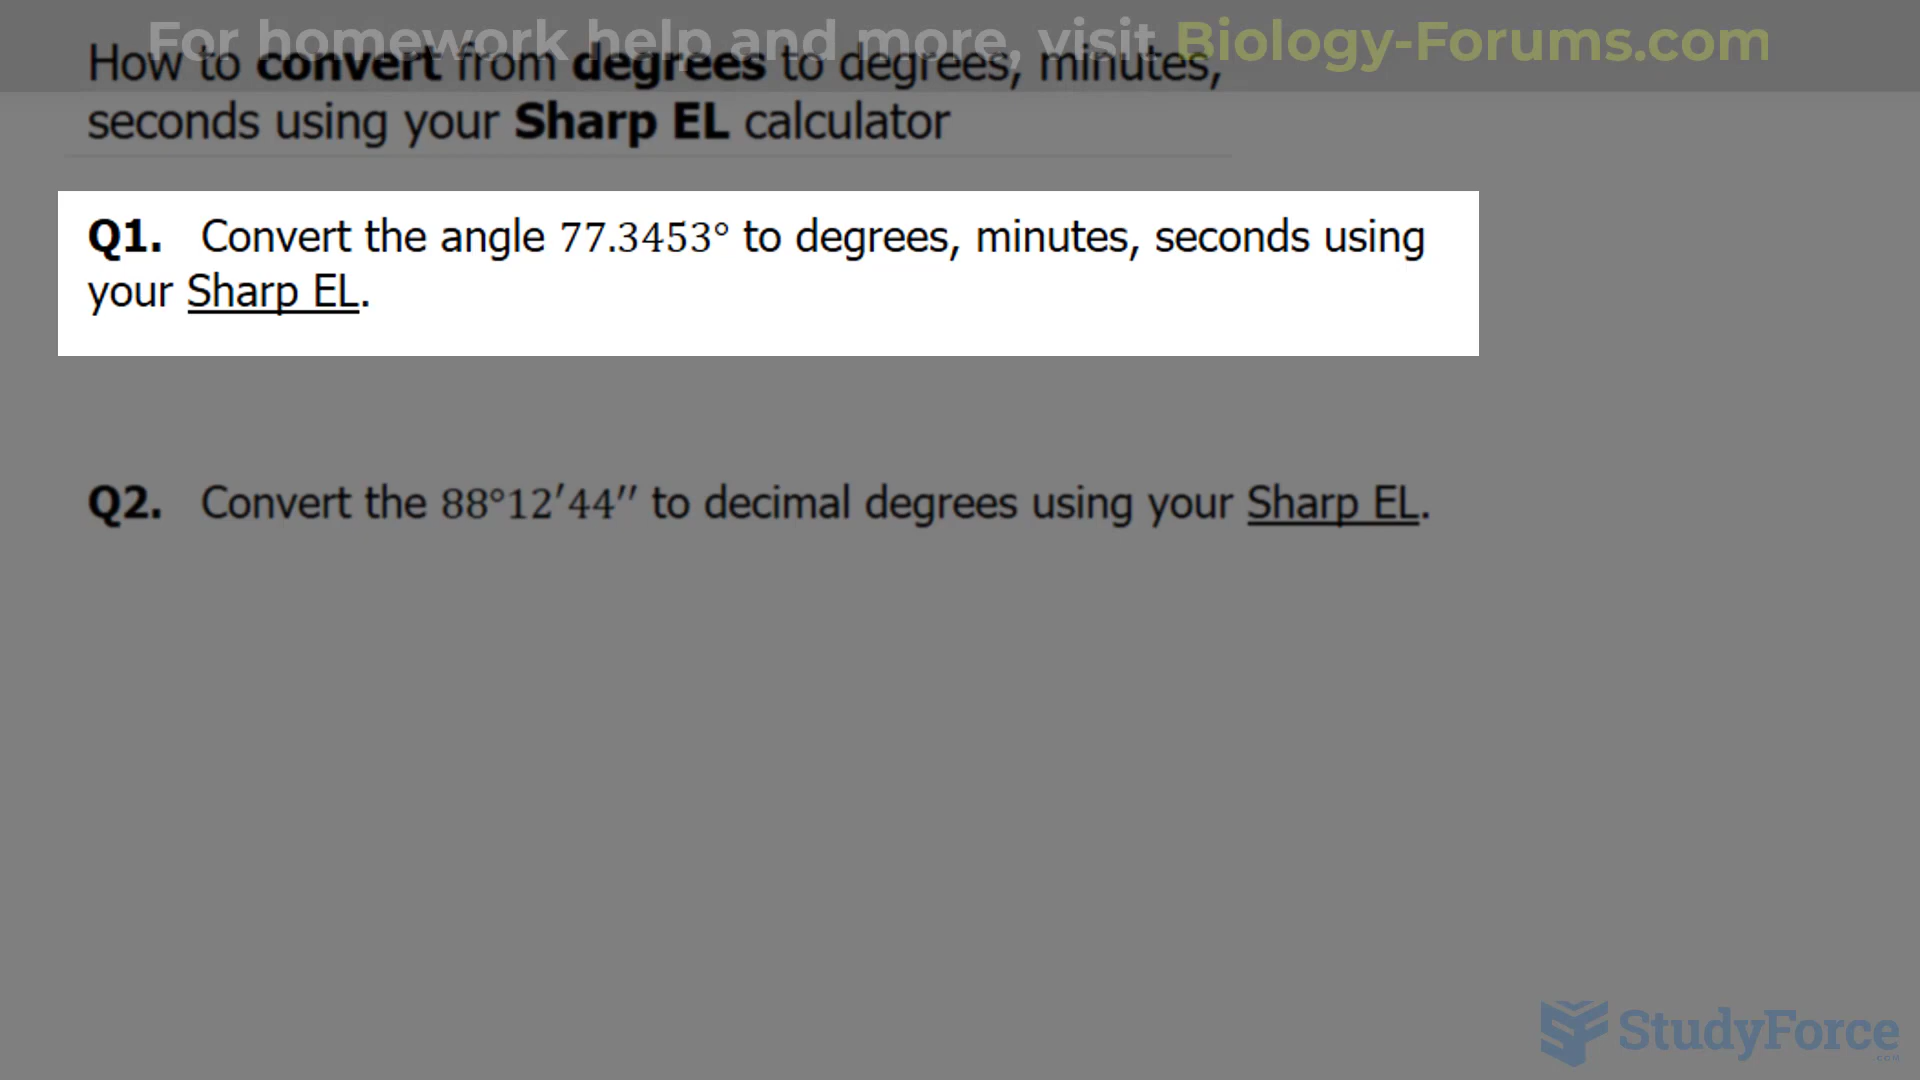 For homework help and more, visit Biology-Forums.com
How to convert from degrees to degrees, minutes,
seconds using your Sharp EL calculator
Q1. Convert the angle 77.3453° to degrees, minutes, seconds using
your Sharp EL.
Q2. Convert the 88°12′44′′ to decimal degrees using your Sharp EL.
StudyForce
.com